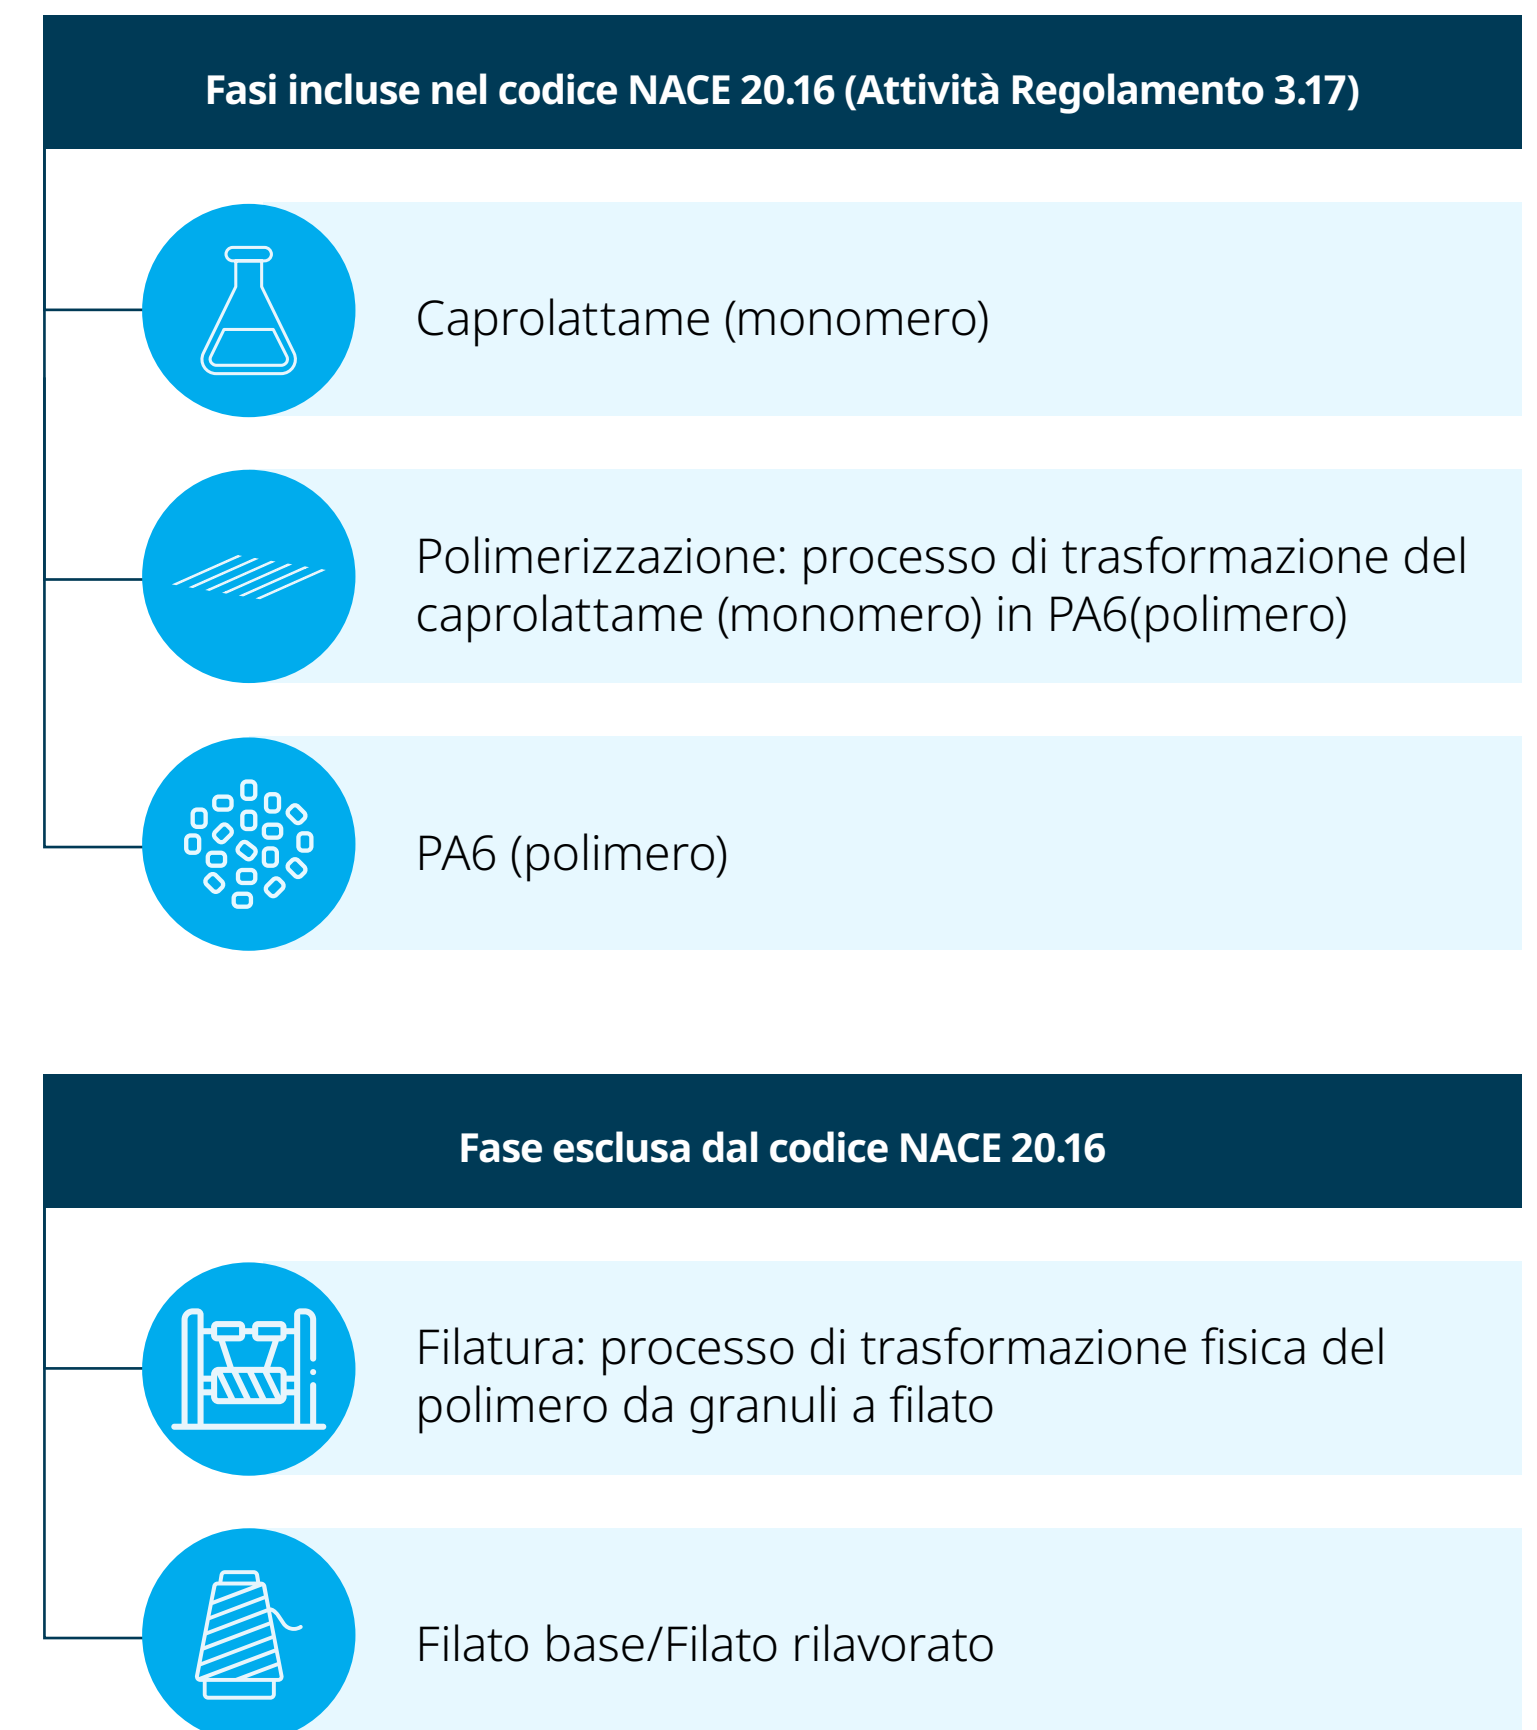 Fasi incluse nel codice NACE 20.16 (Attività Regolamento 3.17)
Caprolattame (monomero)
Polimerizzazione: processo di trasformazione del
caprolattame (monomero) in PA6(polimero)
PA6 (polimero)
Fase esclusa dal codice NACE 20.16
Filatura: processo di trasformazione fisica del
polimero da granuli a filato
Filato base/Filato rilavorato